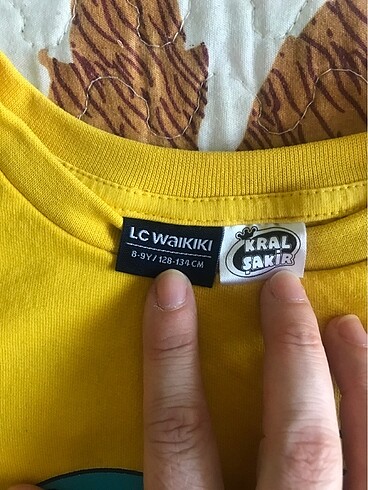 LC WAIKIKI
8-9Y/128-134 CM
KRAL
ŞAKİR